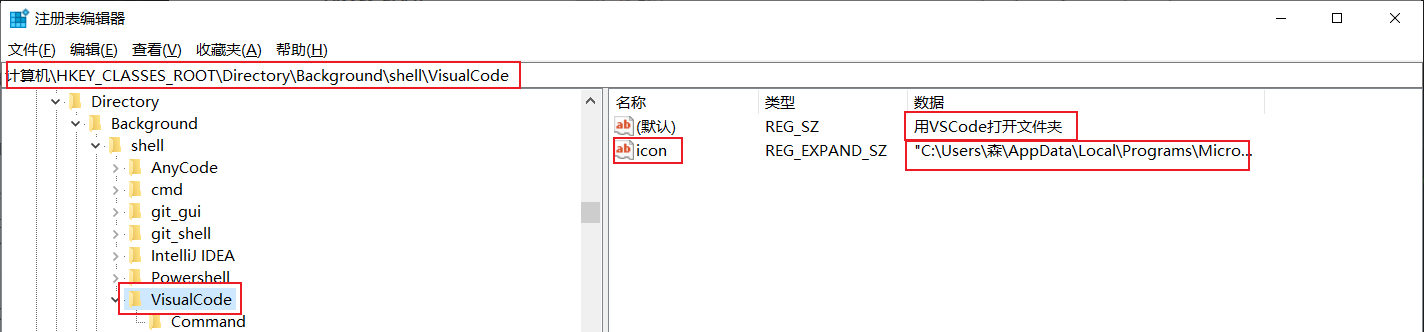 注册表编辑器
文件(F) 编辑(E) 查看(V) 收藏夹(A) 帮助(H)
计算机\HKEY_CLASSES_ROOT\Directory\Background\shell\VisualCode
Directory
Background
shell
AnyCode
cmd
git_gui
git_shell
IntelliJ IDEA
Powershell
VisualCode
Command
名称 类型 数据
ab (默认) REG_SZ 用VSCode打开文件夹
ab icon REG_EXPAND_SZ "C:\Users\森\AppData\Local\Programs\Micro...